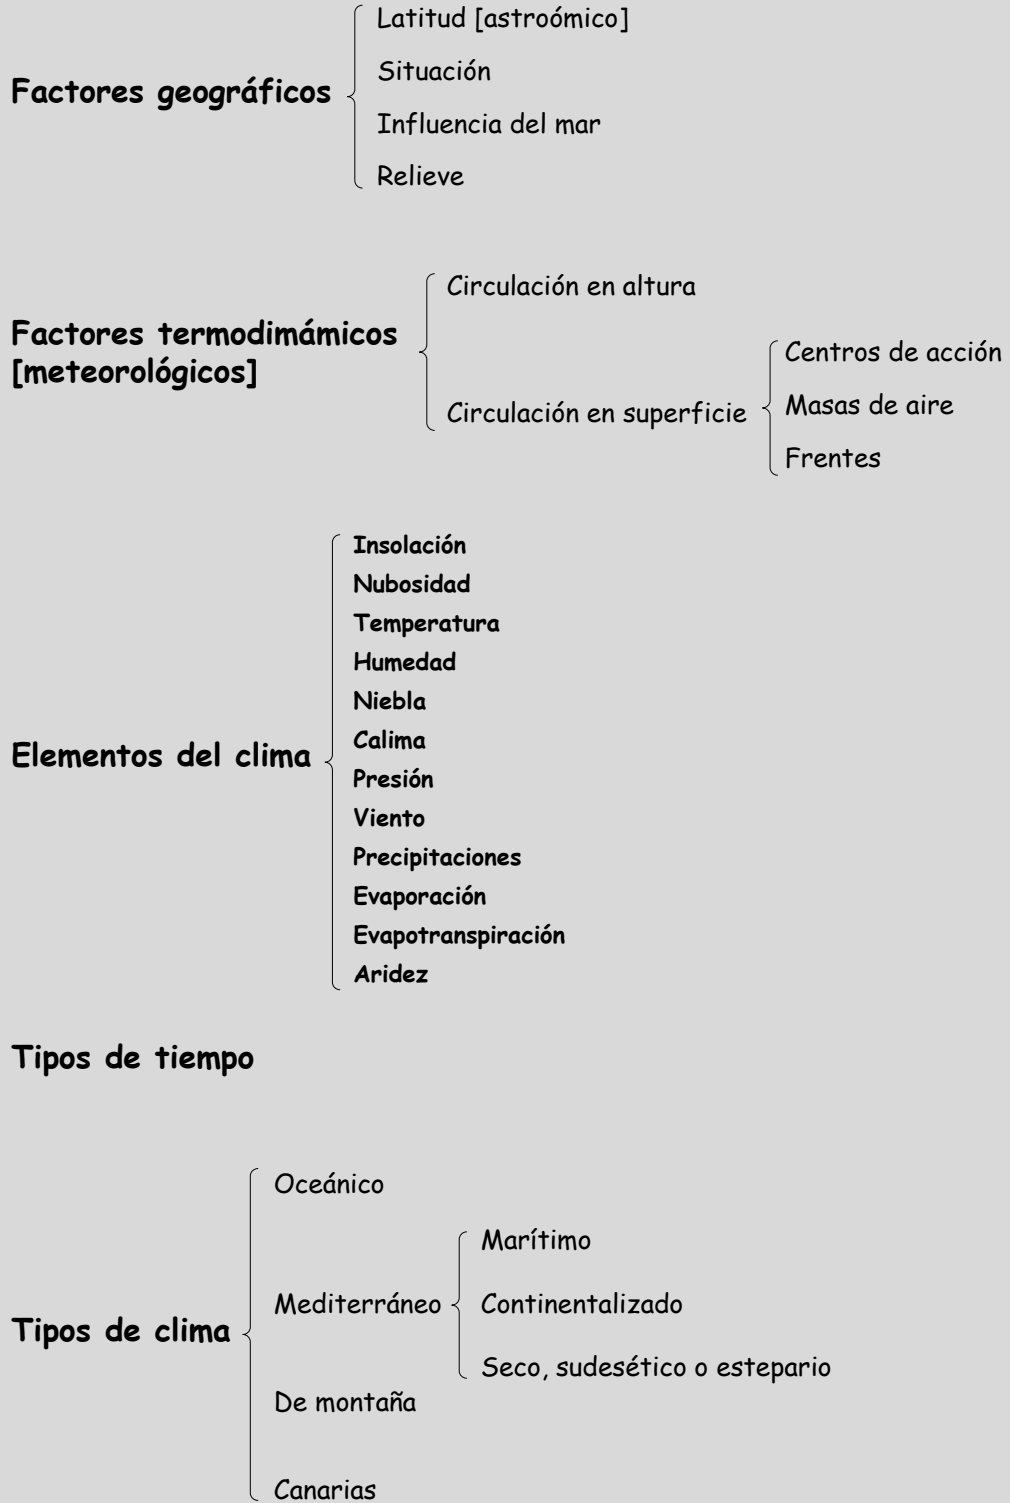 Latitud [astroómico]
Factores geográficos
Situación
Influencia del mar
Relieve
Circulación en altura
Factores termodimámicos
[meteorológicos]
Circulación en superficie
Centros de acción
Masas de aire
Frentes
Elementos del clima
Insolación
Nubosidad
Temperatura
Humedad
Niebla
Calima
Presión
Viento
Precipitaciones
Evaporación
Evapotranspiración
Aridez
Tipos de tiempo
Tipos de clima
Oceánico
Mediterráneo
Marítimo
Continentalizado
Seco, sudesético o estepario
De montaña
Canarias